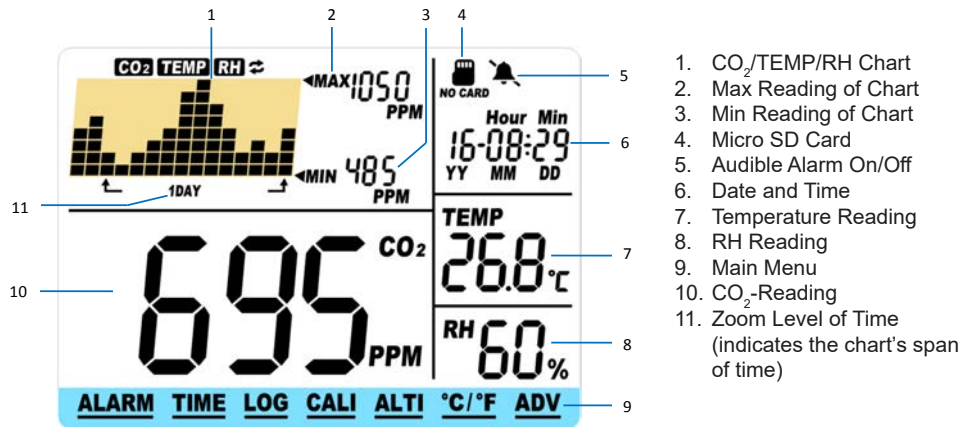 1
2
3
4
CO2 TEMP RH
◄MAX 1050
PPM
◄MIN 485
PPM
1DAY
11
NO CARD
5
Hour Min
16-08:29
YY MM DD
6
TEMP
26.8 °C
7
RH 60 %
8
CO2
695 PPM
10
ALARM TIME LOG CALI ALTI °C/°F ADV
9
1. CO2/TEMP/RH Chart
2. Max Reading of Chart
3. Min Reading of Chart
4. Micro SD Card
5. Audible Alarm On/Off
6. Date and Time
7. Temperature Reading
8. RH Reading
9. Main Menu
10. CO2-Reading
11. Zoom Level of Time
(indicates the chart's span
of time)